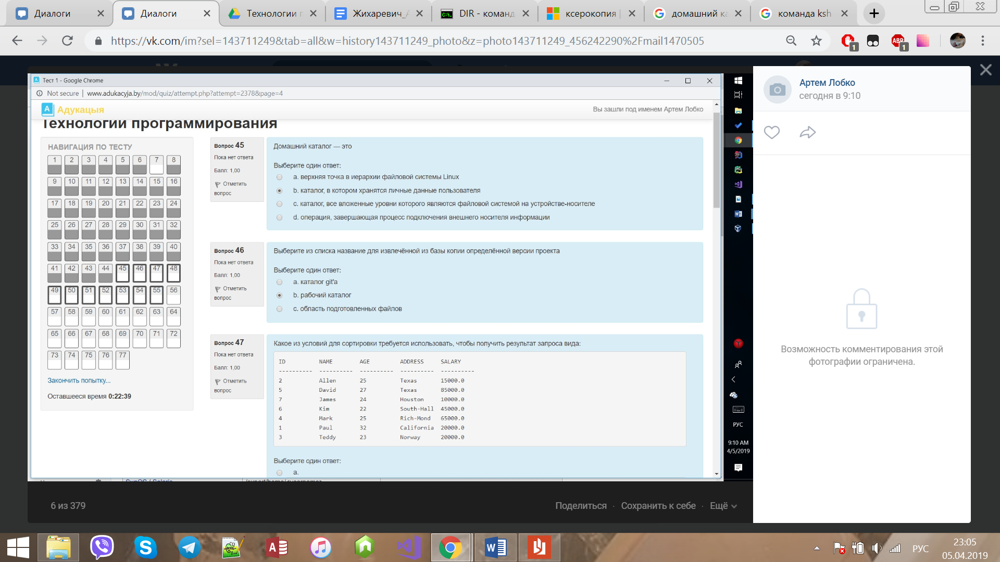 Диалоги
Диалоги
Технологии п
Жихаревич_А
DIR - команд
ксерокопия
домашний ка
команда ksh
https://vk.com/im?sel=143711249&tab=all&w=history143711249_photo&z=photo143711249_456242290%2Fmail1470505
1
ABP
1
Тест 1 - Google Chrome
Not secure | www.adukacyja.by/mod/quiz/attempt.php?attempt=2378&page=4
A Адукацыя
Вы зашли под именем Артем Лобко
Технологии программирования
НАВИГАЦИЯ ПО ТЕСТУ
1 2 3 4 5 6 7 8
9 10 11 12 13 14 15 16
17 18 19 20 21 22 23 24
25 26 27 28 29 30 31 32
33 34 35 36 37 38 39 40
41 42 43 44 45 46 47 48
49 50 51 52 53 54 55 56
57 58 59 60 61 62 63 64
65 66 67 68 69 70 71 72
73 74 75 76 77
Закончить попытку...
Оставшееся время 0:22:39
Вопрос 45
Пока нет ответа
Балл: 1,00
Отметить
вопрос
Домашний каталог — это
Выберите один ответ:
a. верхняя точка в иерархии файловой системы Linux
b. каталог, в котором хранятся личные данные пользователя
c. каталог, все вложенные уровни которого являются файловой системой на устройстве-носителе
d. операция, завершающая процесс подключения внешнего носителя информации
Вопрос 46
Пока нет ответа
Балл: 1,00
Отметить
вопрос
Выберите из списка название для извлечённой из базы копии определённой версии проекта
Выберите один ответ:
a. каталог git'а
b. рабочий каталог
c. область подготовленных файлов
Вопрос 47
Пока нет ответа
Балл: 1,00
Отметить
вопрос
Какое из условий для сортировки требуется использовать, чтобы получить результат запроса вида:
ID NAME AGE ADDRESS SALARY
---------- ---------- ---------- ---------- ----------
2 Allen 25 Texas 15000.0
5 David 27 Texas 85000.0
7 James 24 Houston 10000.0
6 Kim 22 South-Hall 45000.0
4 Mark 25 Rich-Mond 65000.0
1 Paul 32 California 20000.0
3 Teddy 23 Norway 20000.0
Выберите один ответ:
a.
SunOS / Solaris
/export/home/<username>
РУС
9:10 AM
4/5/2019
Артем Лобко
сегодня в 9:10
Возможность комментирования этой
фотографии ограничена.
6 из 379
Поделиться · Сохранить к себе · Ещё
РУС
23:05
05.04.2019